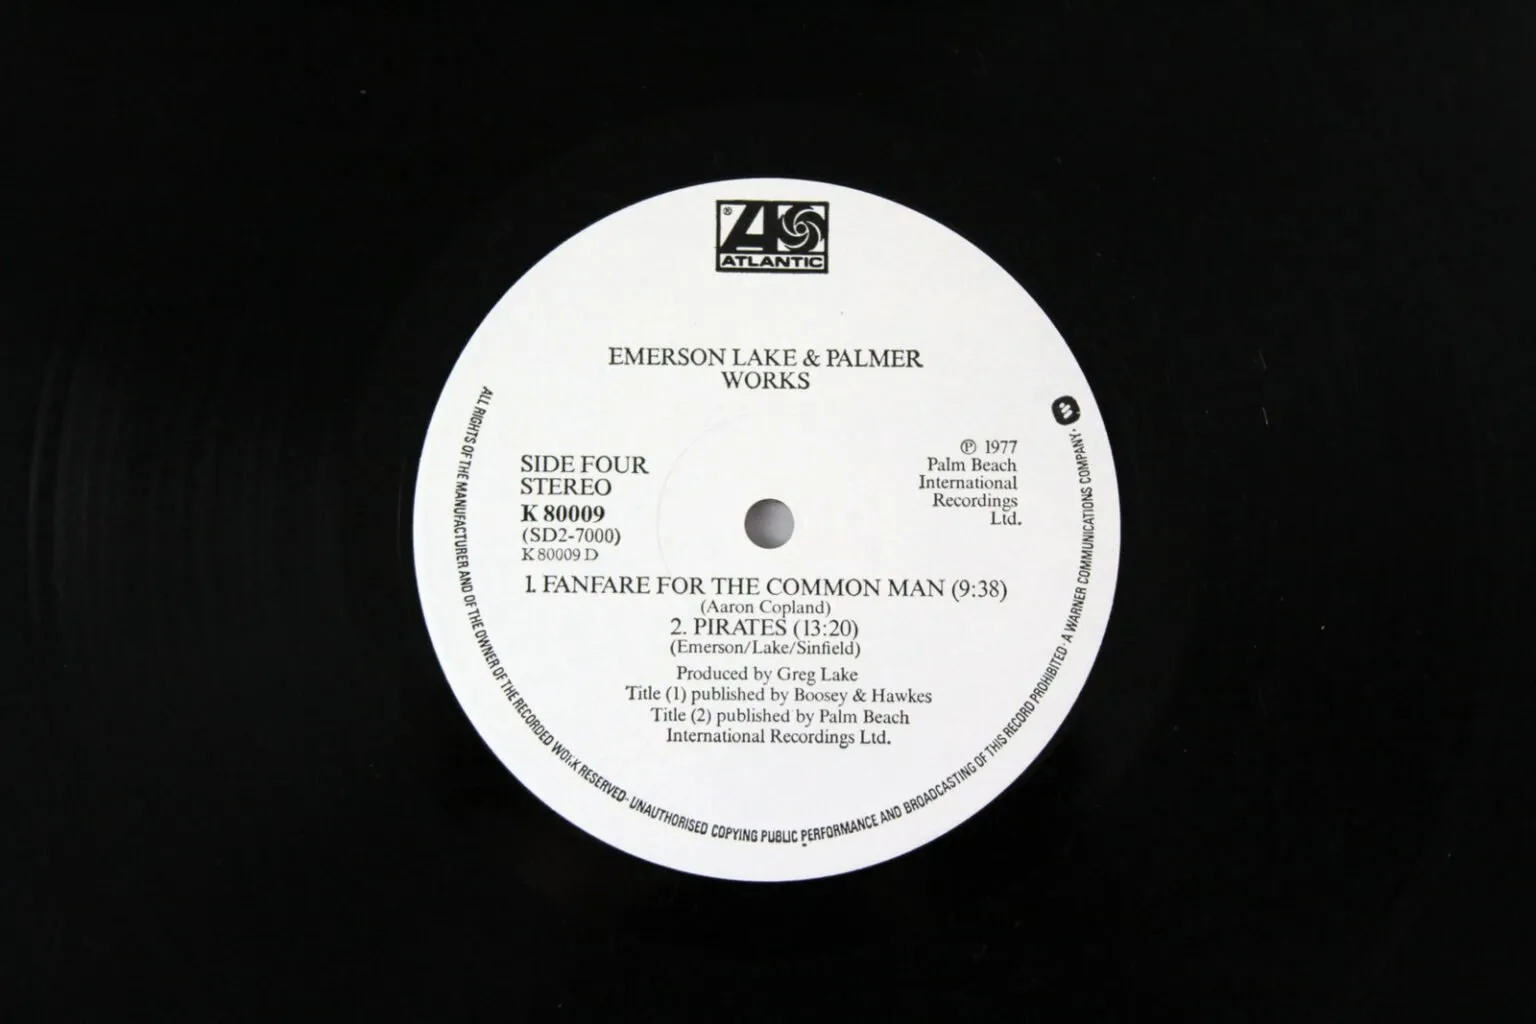 ®
ATLANTIC
EMERSON LAKE & PALMER
WORKS
SIDE FOUR
STEREO
K 80009
(SD2-7000)
K 80009 D
℗ 1977
Palm Beach
International
Recordings
Ltd.
1. FANFARE FOR THE COMMON MAN (9:38)
(Aaron Copland)
2. PIRATES (13:20)
(Emerson/Lake/Sinfield)
Produced by Greg Lake
Title (1) published by Boosey & Hawkes
Title (2) published by Palm Beach
International Recordings Ltd.
ALL RIGHTS OF THE MANUFACTURER AND OF THE OWNER OF THE RECORDED WORK RESERVED- UNAUTHORISED COPYING PUBLIC PERFORMANCE AND BROADCASTING OF THIS RECORD PROHIBITED · A WARNER COMMUNICATIONS COMPANY ·